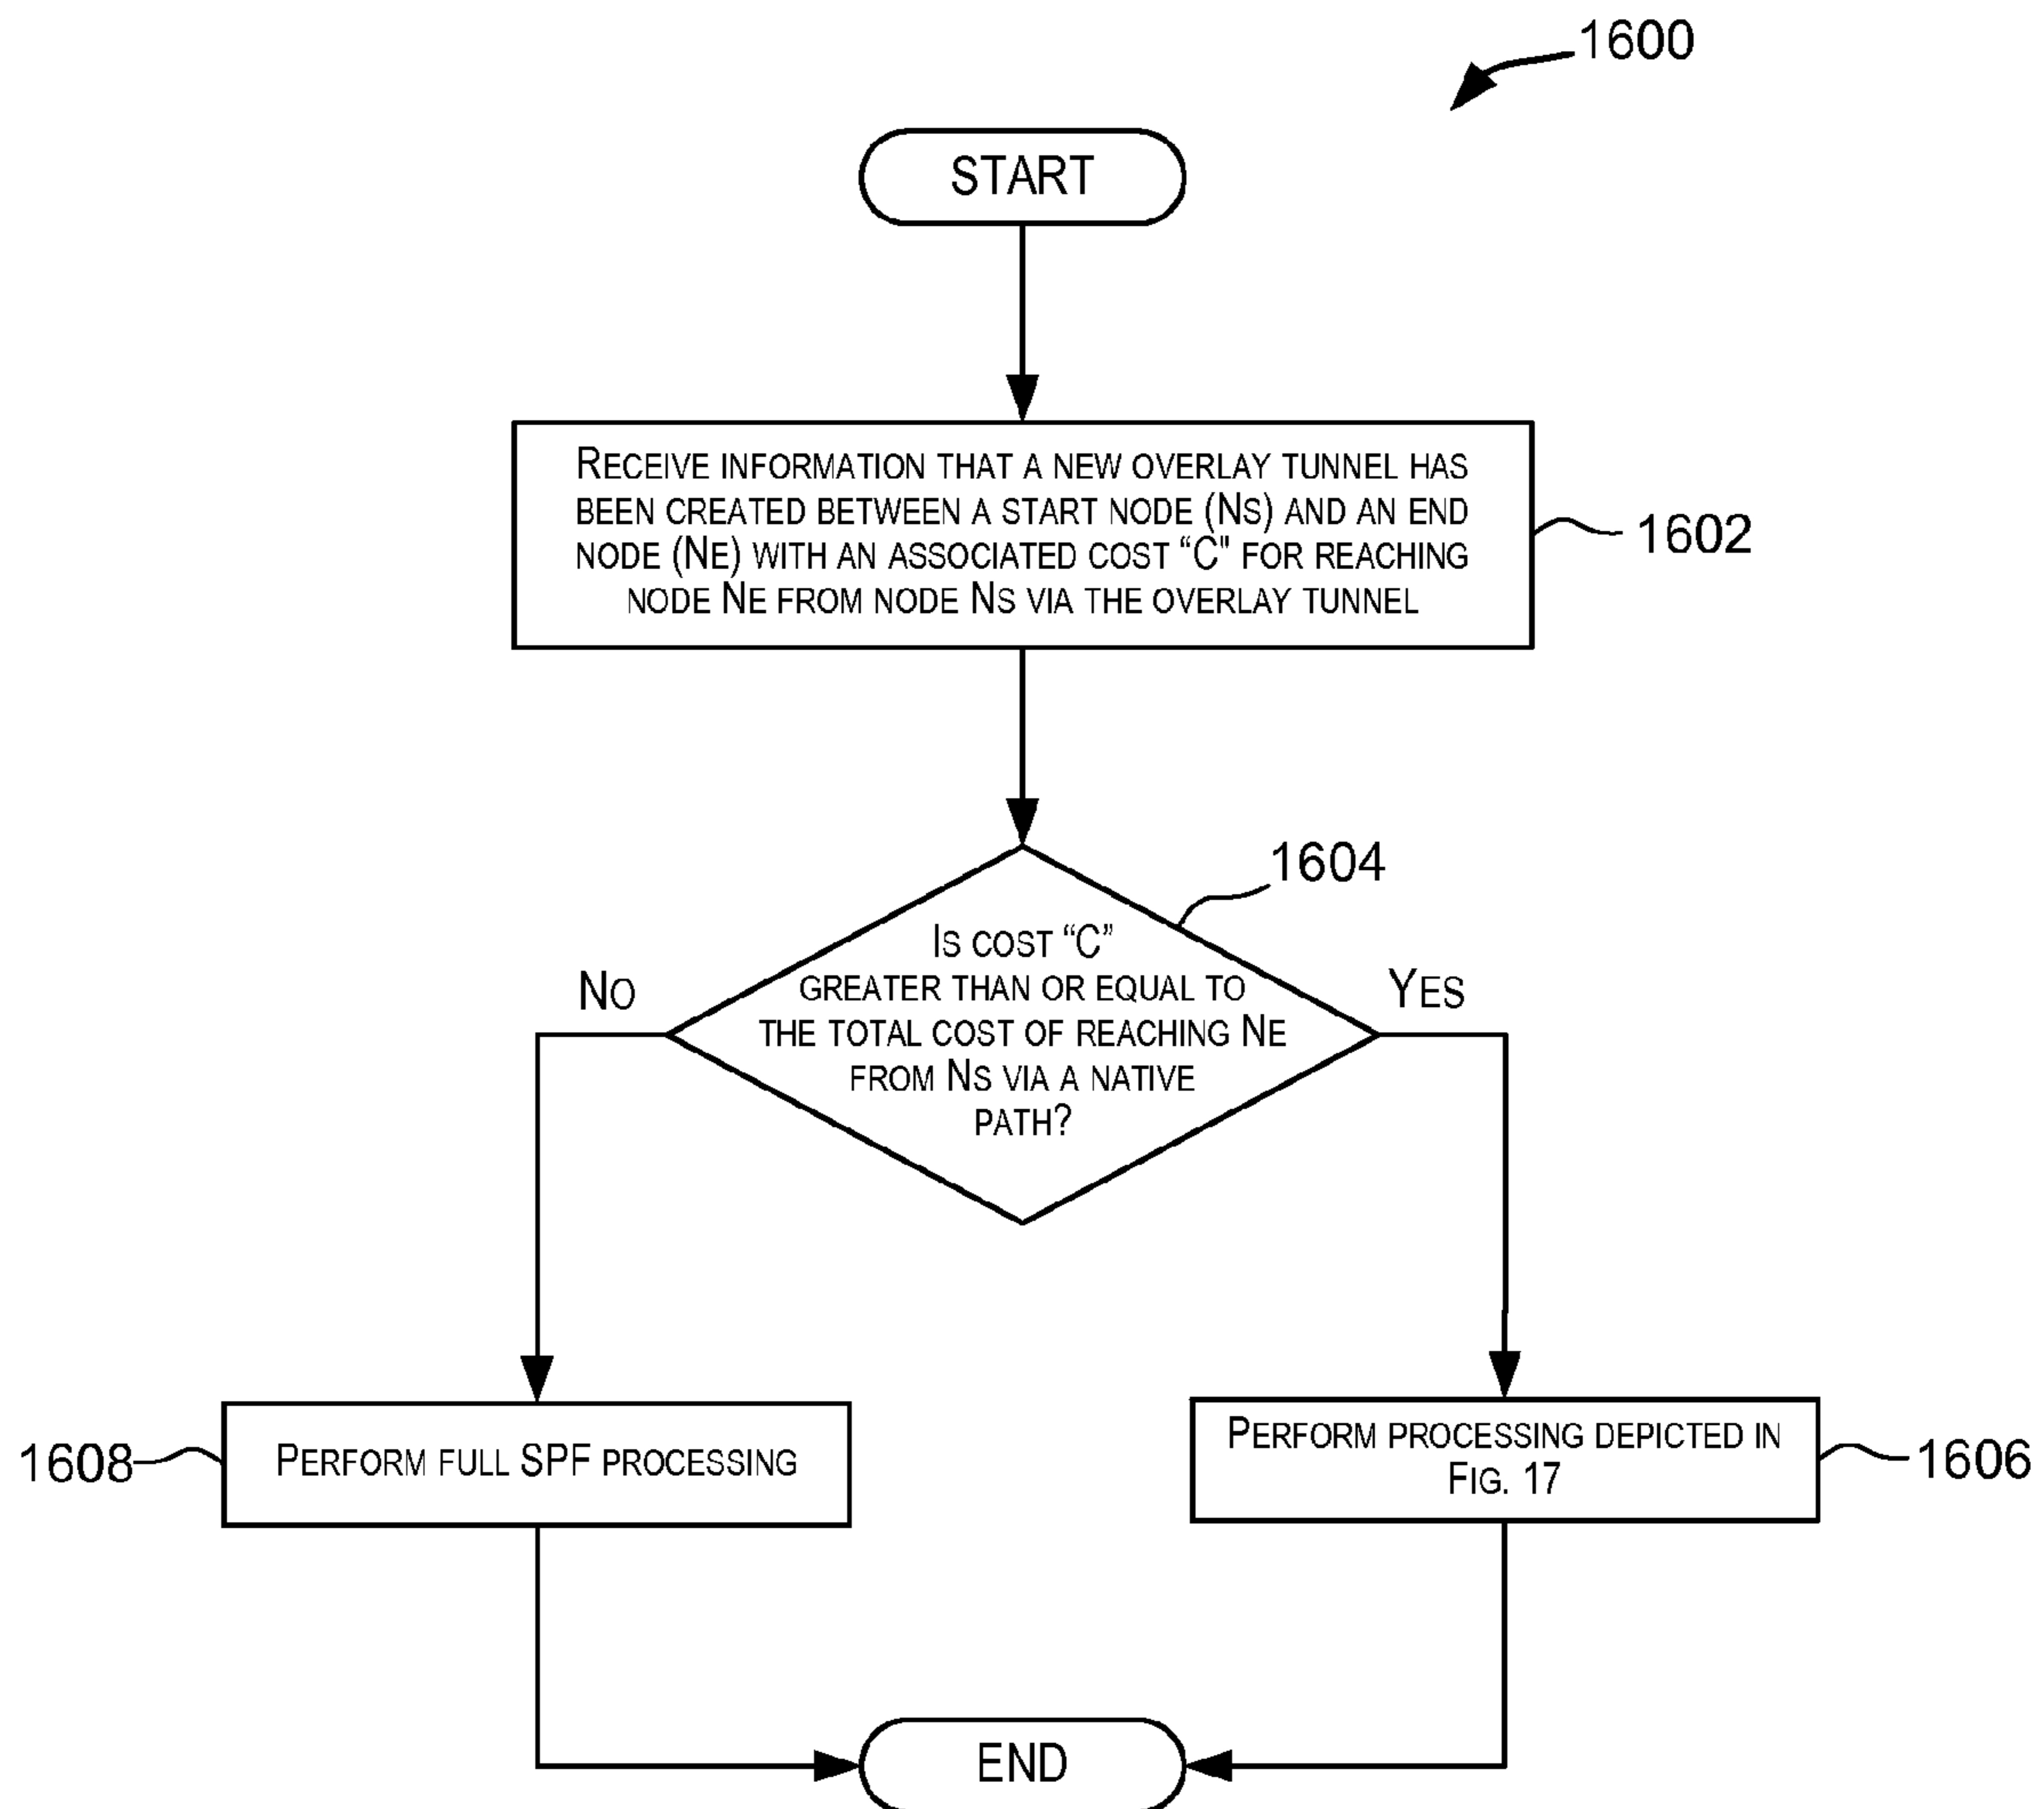 1600
START
RECEIVE INFORMATION THAT A NEW OVERLAY TUNNEL HAS
BEEN CREATED BETWEEN A START NODE (NS) AND AN END
NODE (NE) WITH AN ASSOCIATED COST “C” FOR REACHING
NODE NE FROM NODE NS VIA THE OVERLAY TUNNEL
1602
1604
IS COST “C”
GREATER THAN OR EQUAL TO
THE TOTAL COST OF REACHING NE
FROM NS VIA A NATIVE
PATH?
NO
YES
1608
PERFORM FULL SPF PROCESSING
PERFORM PROCESSING DEPICTED IN
FIG. 17
1606
END